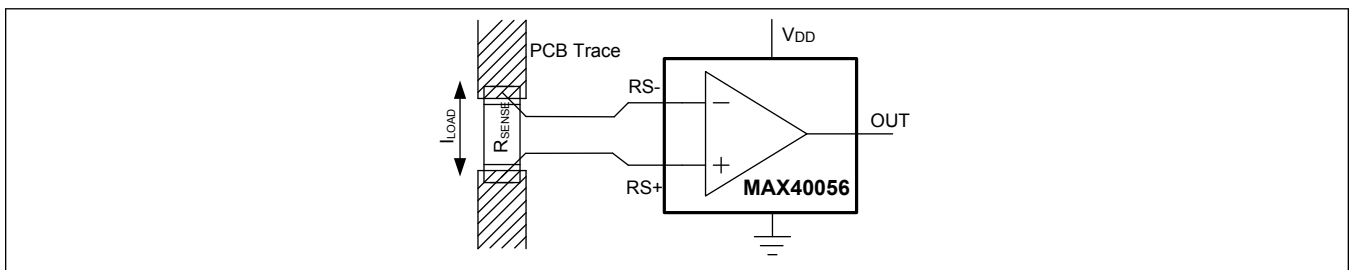 VDD
PCB Trace
RS-
ILOAD
RSENSE
OUT
RS+
MAX40056